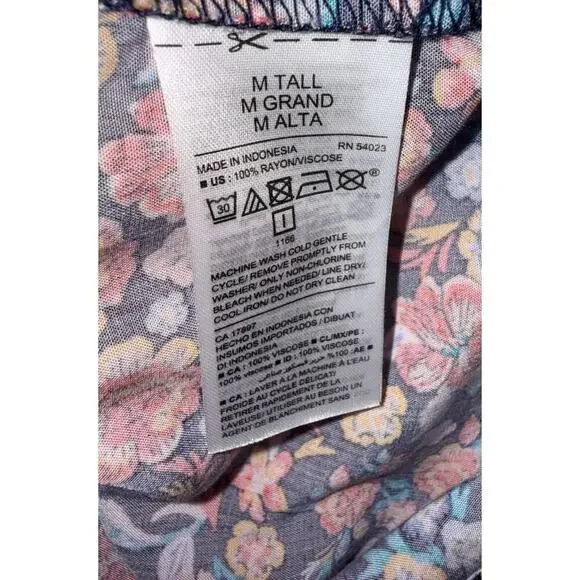 M TALL
M GRAND
M ALTA
MADE IN INDONESIA RN 54023
■ US : 100% RAYON/VISCOSE
30 ®
1166
MACHINE WASH COLD GENTLE
CYCLE/ REMOVE PROMPTLY FROM
WASHER/ ONLY NON-CHLORINE
BLEACH WHEN NEEDED/ LINE DRY/
COOL IRON/ DO NOT DRY CLEAN
CA 17897
HECHO EN INDONESIA CON
INSUMOS IMPORTADOS / DIBUAT
DI INDONESIA
■ CA : 100% VISCOSE ■ CL/MX/PE :
100% viscose ■ ID : 100% VISCOSE
■ AE: 100%
■ CA : LAVER À LA MACHINE À L'EAU
FROIDE AU CYCLE DÉLICAT/
RETIRER RAPIDEMENT DE LA
LAVEUSE/ UTILISER AU BESOIN UN
AGENT DE BLANCHIMENT SANS